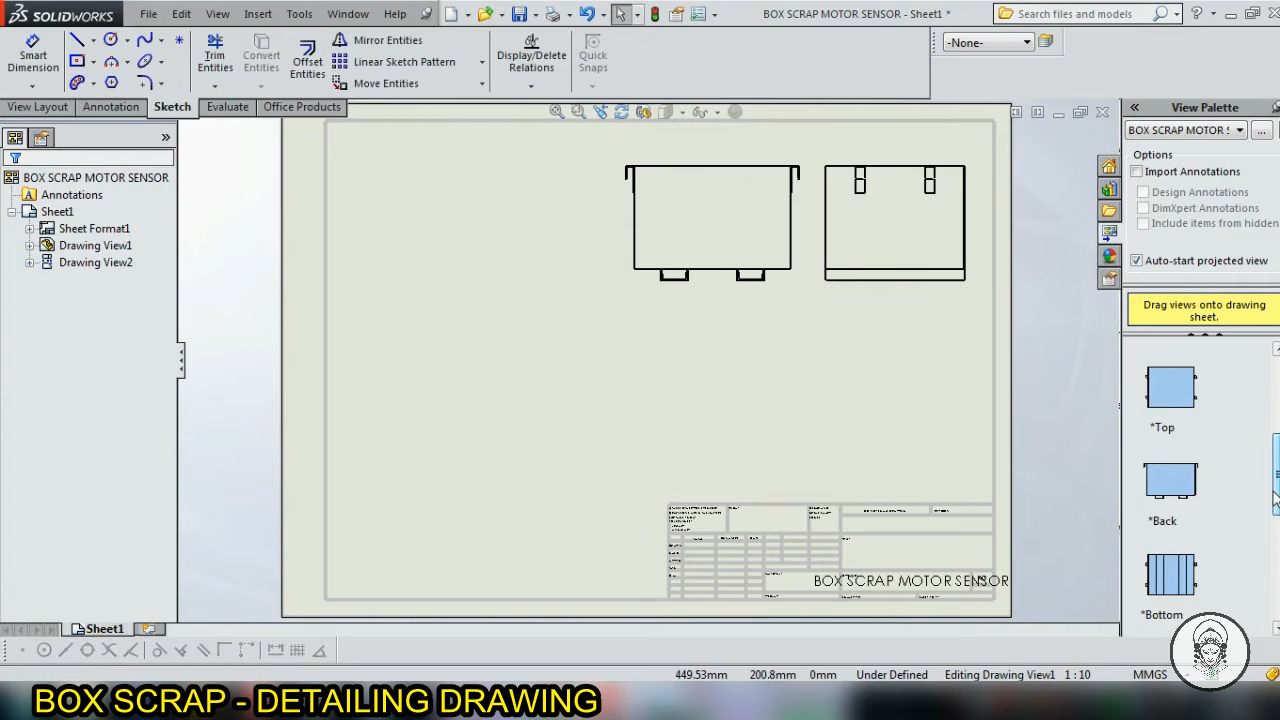 SOLIDWORKS File Edit View Insert Tools Window Help BOX SCRAP MOTOR SENSOR - Sheet1 * Search files and models
Smart Dimension
Trim Entities
Convert Entities
Offset Entities
Mirror Entities
Linear Sketch Pattern
Move Entities
Display/Delete Relations
Quick Snaps
-None-
View Layout Annotation Sketch Evaluate Office Products
BOX SCRAP MOTOR SENSOR
Annotations
Sheet1
Sheet Format1
Drawing View1
Drawing View2
BOX SCRAP MOTOR SENSOR
View Palette
BOX SCRAP MOTOR S
Options
Import Annotations
Design Annotations
DimXpert Annotations
Include items from hidden
Auto-start projected view
Drag views onto drawing
sheet.
*Top
*Back
*Bottom
Sheet1
449.53mm 200.8mm 0mm Under Defined Editing Drawing View1 1 : 10 MMGS
BOX SCRAP - DETAILING DRAWING